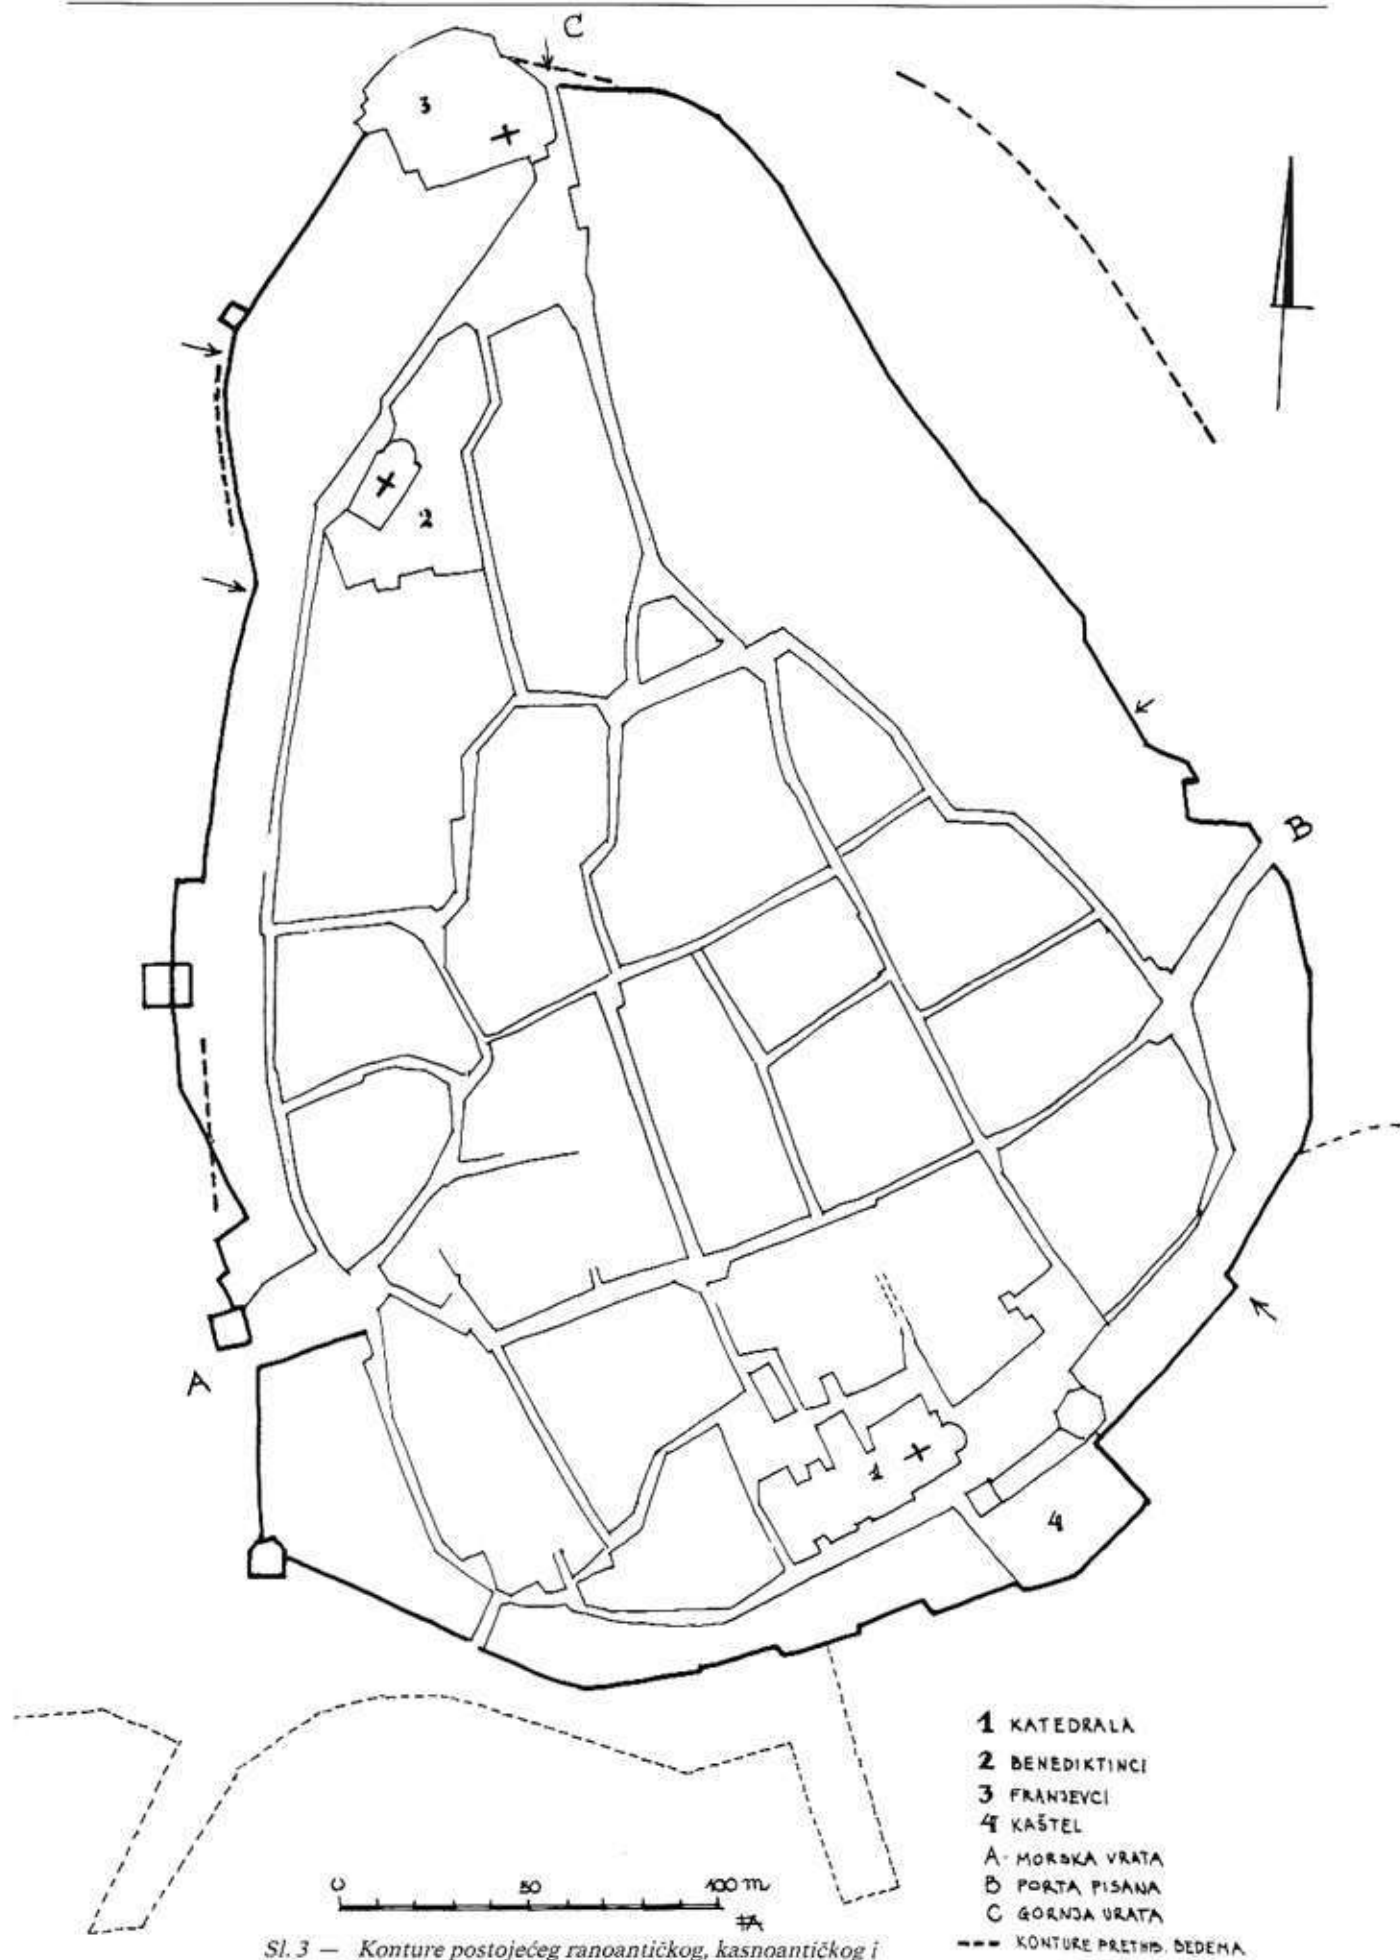 C
3
B
2
A
1
4
1 KATEDRALA
2 BENEDIKTINCI
3 FRANJEVCI
4 KAŠTEL
A - MORSKA VRATA
B PORTA PISANA
C GORNJA VRATA
--- KONTURE PRETHID. BEDEMA
0 50 100 m
Sl. 3 — Konture postojećeg ranoantičkog, kasnoantičkog i